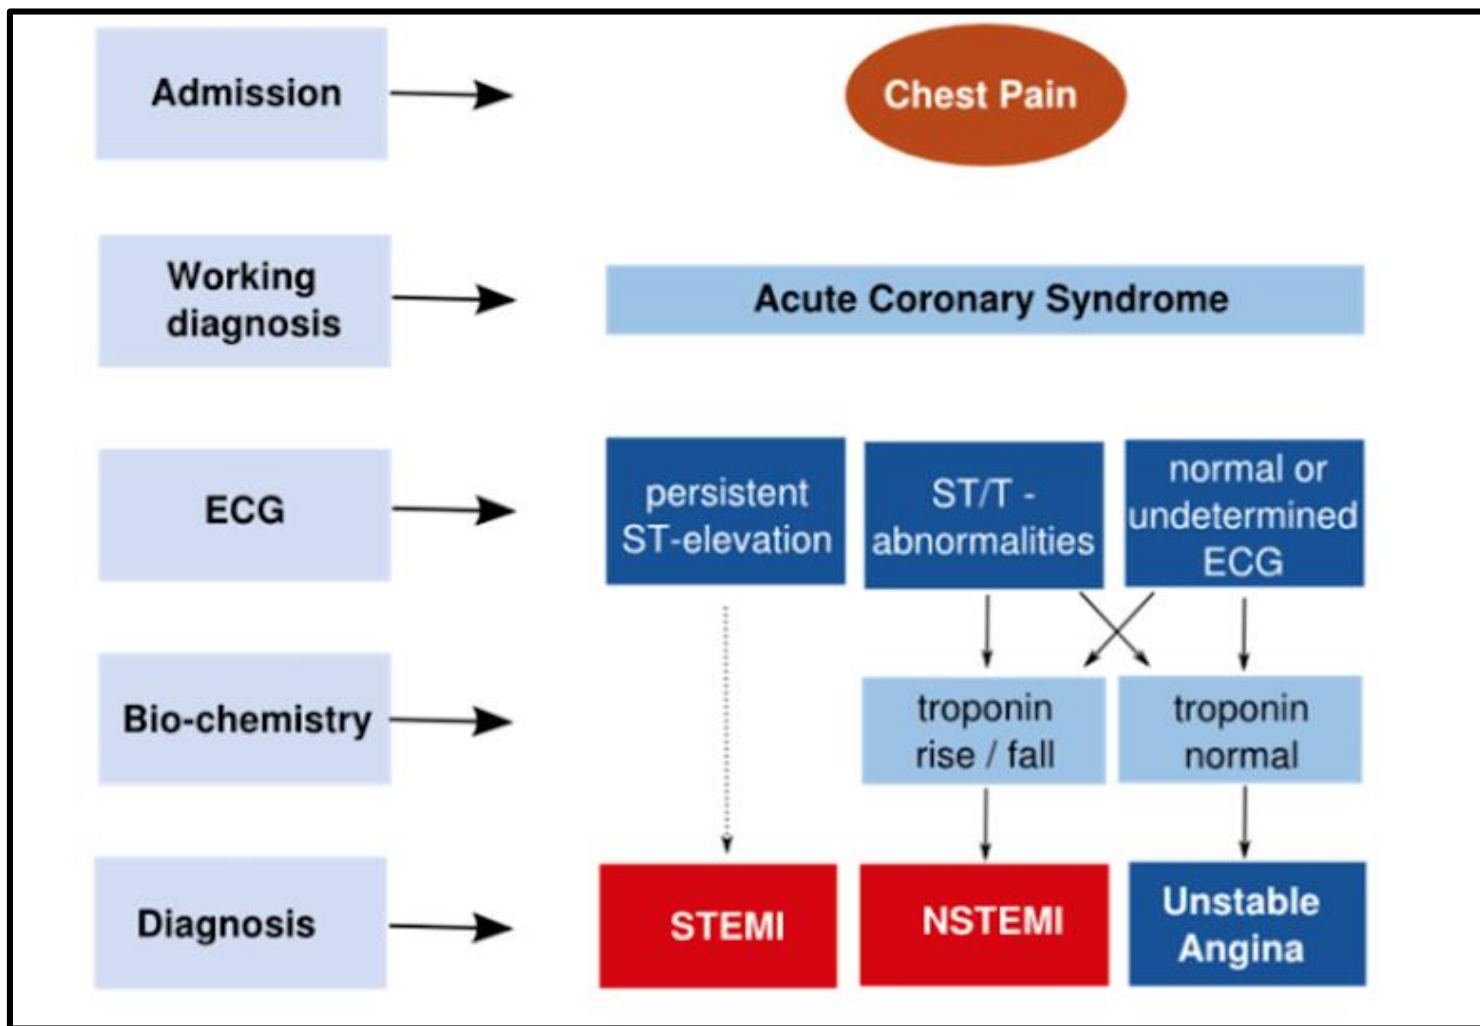 Admission
Chest Pain
Working
diagnosis
Acute Coronary Syndrome
ECG
persistent
ST-elevation
ST/T -
abnormalities
normal or
undetermined
ECG
Bio-chemistry
troponin
rise / fall
troponin
normal
Diagnosis
STEMI
NSTEMI
Unstable
Angina